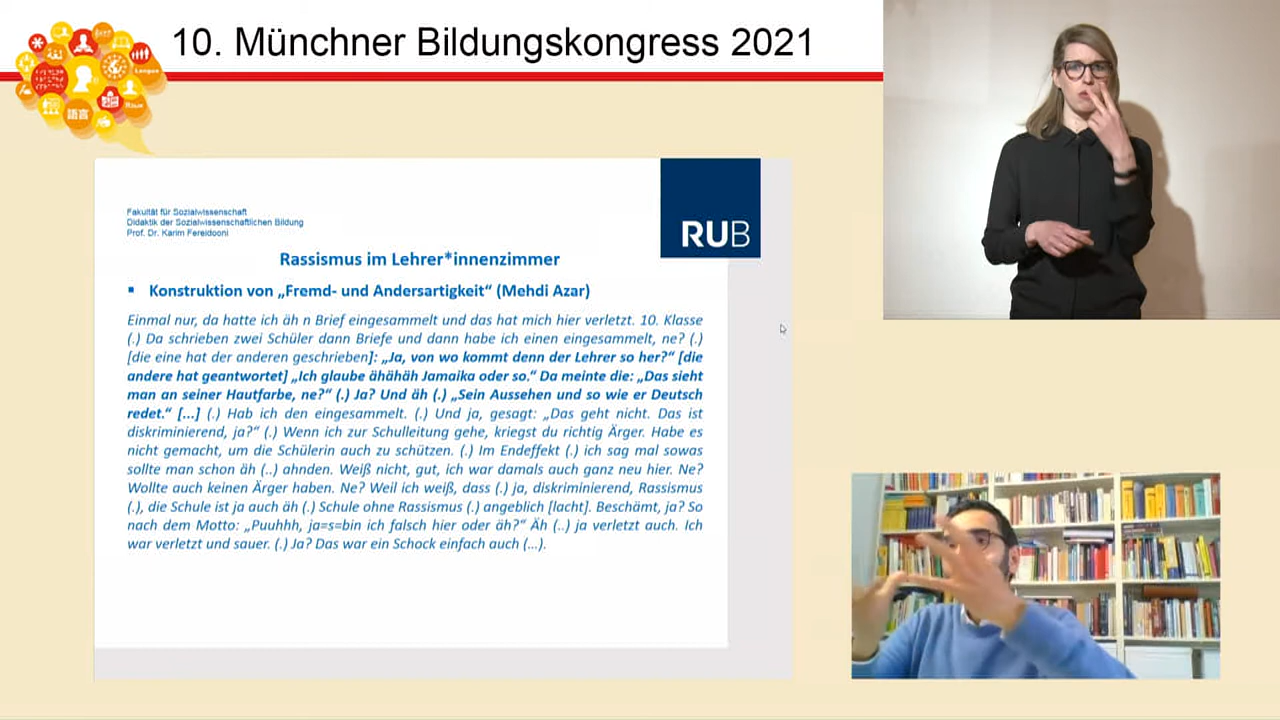 10. Münchner Bildungskongress 2021
語言
RUB
Fakultät für Sozialwissenschaft
Didaktik der Sozialwissenschaftlichen Bildung
Prof. Dr. Karim Fereidooni
Rassismus im Lehrer*innenzimmer
▪ Konstruktion von „Fremd- und Andersartigkeit“ (Mehdi Azar)
Einmal nur, da hatte ich äh n Brief eingesammelt und das hat mich hier verletzt. 10. Klasse
(.) Da schrieben zwei Schüler dann Briefe und dann habe ich einen eingesammelt, ne? (.)
[die eine hat der anderen geschrieben]: „Ja, von wo kommt denn der Lehrer so her?“ [die
andere hat geantwortet] „Ich glaube ähähäh Jamaika oder so.“ Da meinte die: „Das sieht
man an seiner Hautfarbe, ne?“ (.) Ja? Und äh (.) „Sein Aussehen und so wie er Deutsch
redet.“ [...] (.) Hab ich den eingesammelt. (.) Und ja, gesagt: „Das geht nicht. Das ist
diskriminierend, ja?“ (.) Wenn ich zur Schulleitung gehe, kriegst du richtig Ärger. Habe es
nicht gemacht, um die Schülerin auch zu schützen. (.) Im Endeffekt (.) ich sag mal sowas
sollte man schon äh (..) ahnden. Weiß nicht, gut, ich war damals auch ganz neu hier. Ne?
Wollte auch keinen Ärger haben. Ne? Weil ich weiß, dass (.) ja, diskriminierend, Rassismus
(.), die Schule ist ja auch äh (.) Schule ohne Rassismus (.) angeblich [lacht]. Beschämt, ja? So
nach dem Motto: „Puuhhh, ja=s=bin ich falsch hier oder äh?“ Äh (..) ja verletzt auch. Ich
war verletzt und sauer. (.) Ja? Das war ein Schock einfach auch (...).